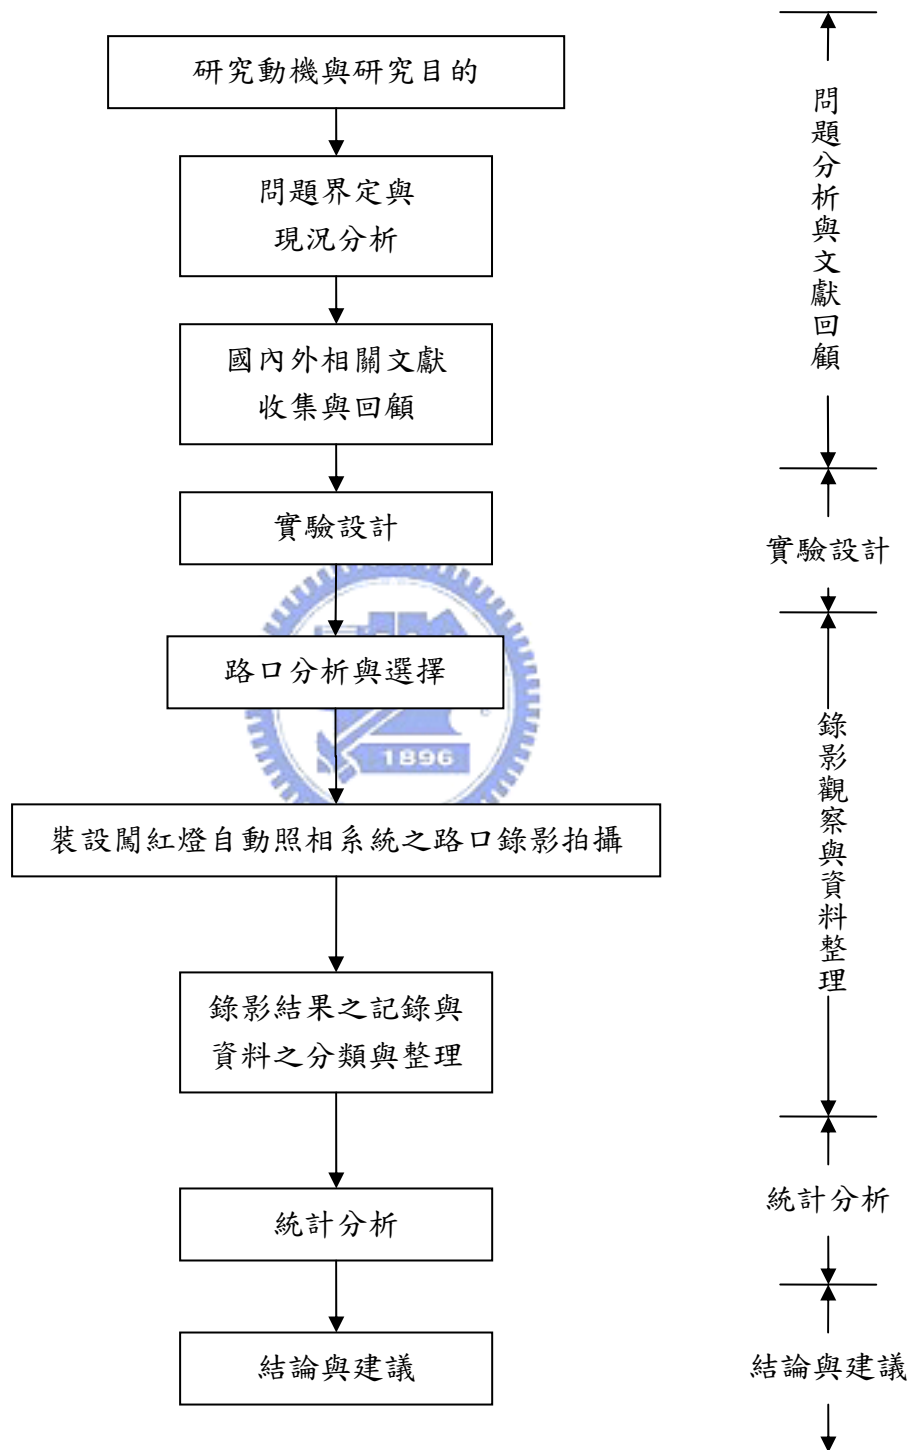 研究動機與研究目的
問題界定與
現況分析
國內外相關文獻
收集與回顧
實驗設計
路口分析與選擇
1896
裝設闖紅燈自動照相系統之路口錄影拍攝
錄影結果之記錄與
資料之分類與整理
統計分析
結論與建議
問題分析與文獻回顧
實驗設計
錄影觀察與資料整理
統計分析
結論與建議